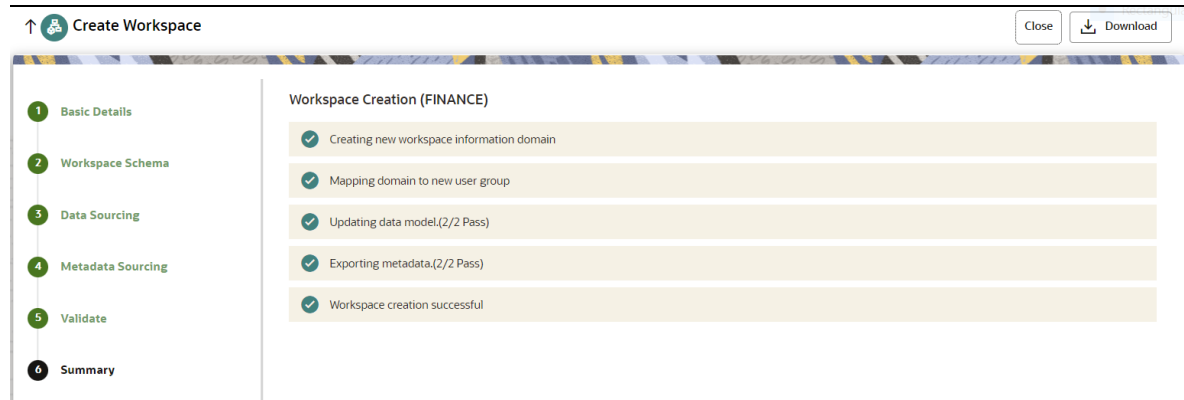 Create Workspace
Close
Download
1 Basic Details
2 Workspace Schema
3 Data Sourcing
4 Metadata Sourcing
5 Validate
6 Summary
Workspace Creation (FINANCE)
Creating new workspace information domain
Mapping domain to new user group
Updating data model.(2/2 Pass)
Exporting metadata.(2/2 Pass)
Workspace creation successful